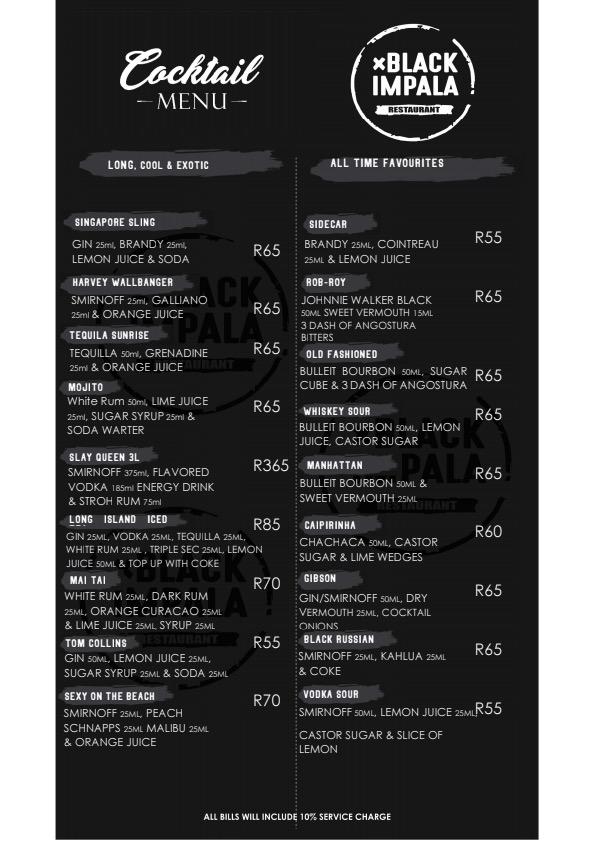 Cocktail
MENU
×BLACK
IMPALA
RESTAURANT
LONG, COOL & EXOTIC
SINGAPORE SLING
GIN 25ml, BRANDY 25ml,
LEMON JUICE & SODA
R65
HARVEY WALLBANGER
SMIRNOFF 25ml, GALLIANO
25ml & ORANGE JUICE
R65
TEQUILA SUNRISE
TEQUILLA 50ml, GRENADINE
25ml & ORANGE JUICE
R65
MOJITO
White Rum 50ml, LIME JUICE
25ml, SUGAR SYRUP 25ml &
SODA WARTER
R65
SLAY QUEEN 3L
SMIRNOFF 375ml, FLAVORED
VODKA 185ml ENERGY DRINK
& STROH RUM 75ml
R365
LONG ISLAND ICED
GIN 25ML, VODKA 25ML, TEQUILLA 25ML,
WHITE RUM 25ML , TRIPLE SEC 25ML, LEMON
JUICE 50ML & TOP UP WITH COKE
R85
MAI TAI
WHITE RUM 25ML, DARK RUM
25ML, ORANGE CURACAO 25ML
& LIME JUICE 25ML SYRUP 25ML
R70
TOM COLLINS
GIN 50ML, LEMON JUICE 25ML,
SUGAR SYRUP 25ML & SODA 25ML
R55
SEXY ON THE BEACH
SMIRNOFF 25ML, PEACH
SCHNAPPS 25ML MALIBU 25ML
& ORANGE JUICE
R70
ALL TIME FAVOURITES
SIDECAR
BRANDY 25ML, COINTREAU
25ML & LEMON JUICE
R55
ROB-ROY
JOHNNIE WALKER BLACK
50ML SWEET VERMOUTH 15ML
3 DASH OF ANGOSTURA
BITTERS
R65
OLD FASHIONED
BULLEIT BOURBON 50ML, SUGAR
CUBE & 3 DASH OF ANGOSTURA
R65
WHISKEY SOUR
BULLEIT BOURBON 50ML, LEMON
JUICE, CASTOR SUGAR
R65
MANHATTAN
BULLEIT BOURBON 50ML &
SWEET VERMOUTH 25ML
R65
CAIPIRINHA
CHACHACA 50ML, CASTOR
SUGAR & LIME WEDGES
R60
GIBSON
GIN/SMIRNOFF 50ML, DRY
VERMOUTH 25ML, COCKTAIL
ONIONS
R65
BLACK RUSSIAN
SMIRNOFF 25ML, KAHLUA 25ML
& COKE
R65
VODKA SOUR
SMIRNOFF 50ML, LEMON JUICE 25ML
CASTOR SUGAR & SLICE OF
LEMON
R55
ALL BILLS WILL INCLUDE 10% SERVICE CHARGE